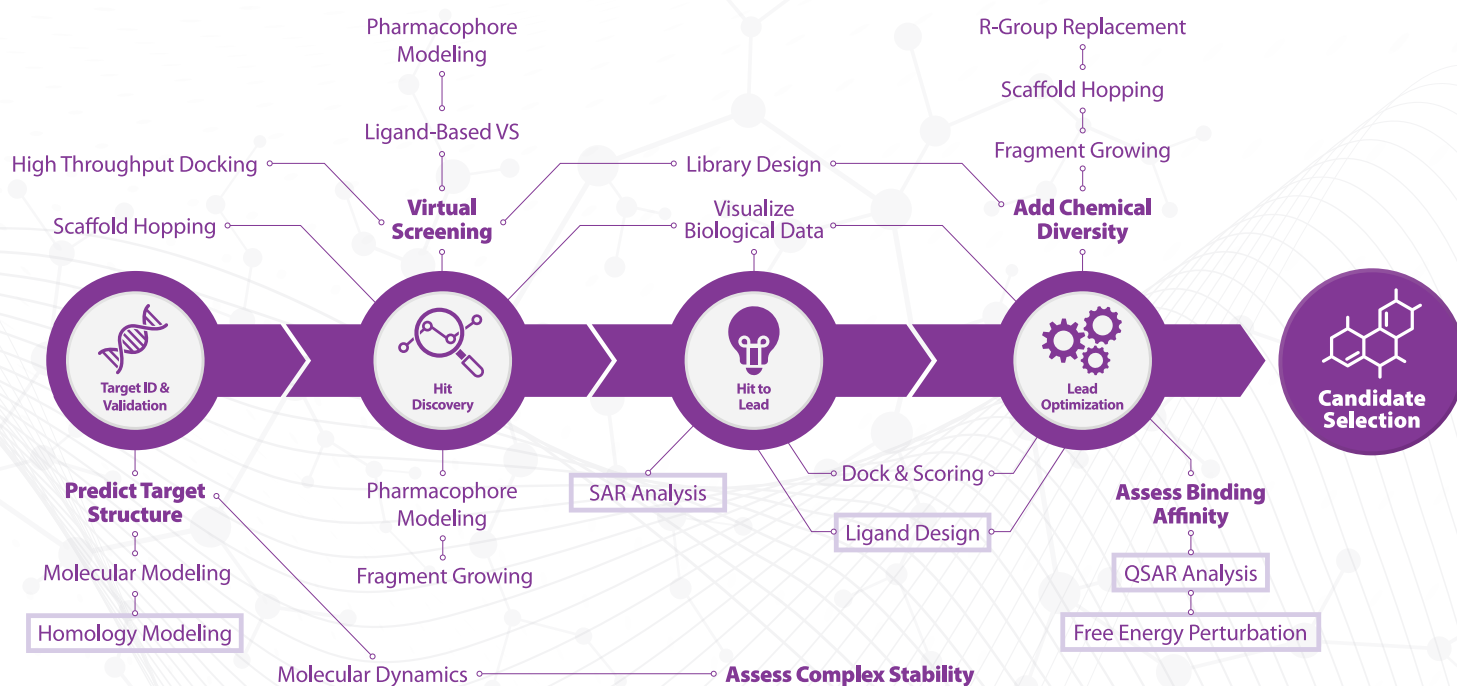 Pharmacophore
Modeling
R-Group Replacement
Scaffold Hopping
Ligand-Based VS
High Throughput Docking
Library Design
Fragment Growing
Scaffold Hopping
Virtual
Screening
Visualize
Biological Data
Add Chemical
Diversity
Target ID &
Validation
Hit
Discovery
Hit to
Lead
Lead
Optimization
Candidate
Selection
Predict Target
Structure
Pharmacophore
Modeling
SAR Analysis
Dock & Scoring
Assess Binding
Affinity
Ligand Design
Molecular Modeling
Fragment Growing
QSAR Analysis
Homology Modeling
Free Energy Perturbation
Molecular Dynamics
Assess Complex Stability